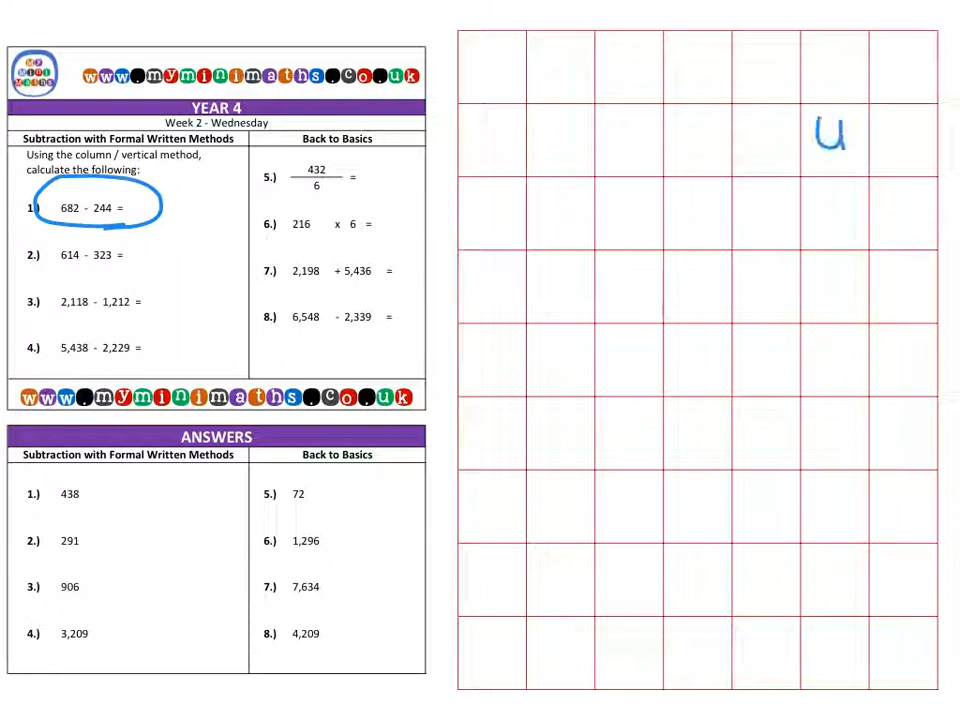 My
Mini
Maths
www.myminimaths.co.uk
YEAR 4
Week 2 - Wednesday
Subtraction with Formal Written Methods
Back to Basics
Using the column / vertical method,
calculate the following:
1.) 682 - 244 =
2.) 614 - 323 =
3.) 2,118 - 1,212 =
4.) 5,438 - 2,229 =
5.) 432
6 =
6.) 216 x 6 =
7.) 2,198 + 5,436 =
8.) 6,548 - 2,339 =
www.myminimaths.co.uk
ANSWERS
Subtraction with Formal Written Methods
Back to Basics
1.) 438
2.) 291
3.) 906
4.) 3,209
5.) 72
6.) 1,296
7.) 7,634
8.) 4,209
U